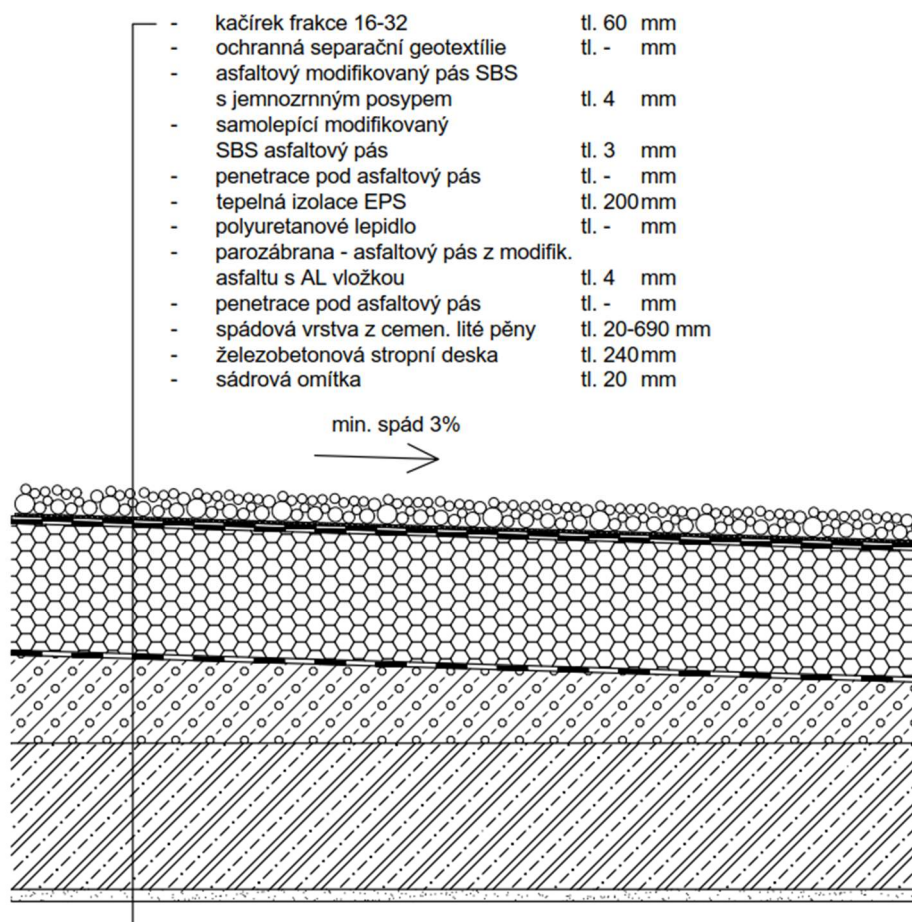 - kačírek frakce 16-32 tl. 60 mm
- ochranná separační geotextílie tl. - mm
- asfaltový modifikovaný pás SBS
s jemnozrnným posypem tl. 4 mm
- samolepící modifikovaný
SBS asfaltový pás tl. 3 mm
- penetrace pod asfaltový pás tl. - mm
- tepelná izolace EPS tl. 200mm
- polyuretanové lepidlo tl. - mm
- parozábrana - asfaltový pás z modifik.
asfaltu s AL vložkou tl. 4 mm
- penetrace pod asfaltový pás tl. - mm
- spádová vrstva z cemen. lité pěny tl. 20-690 mm
- železobetonová stropní deska tl. 240mm
- sádrová omítka tl. 20 mm
min. spád 3%